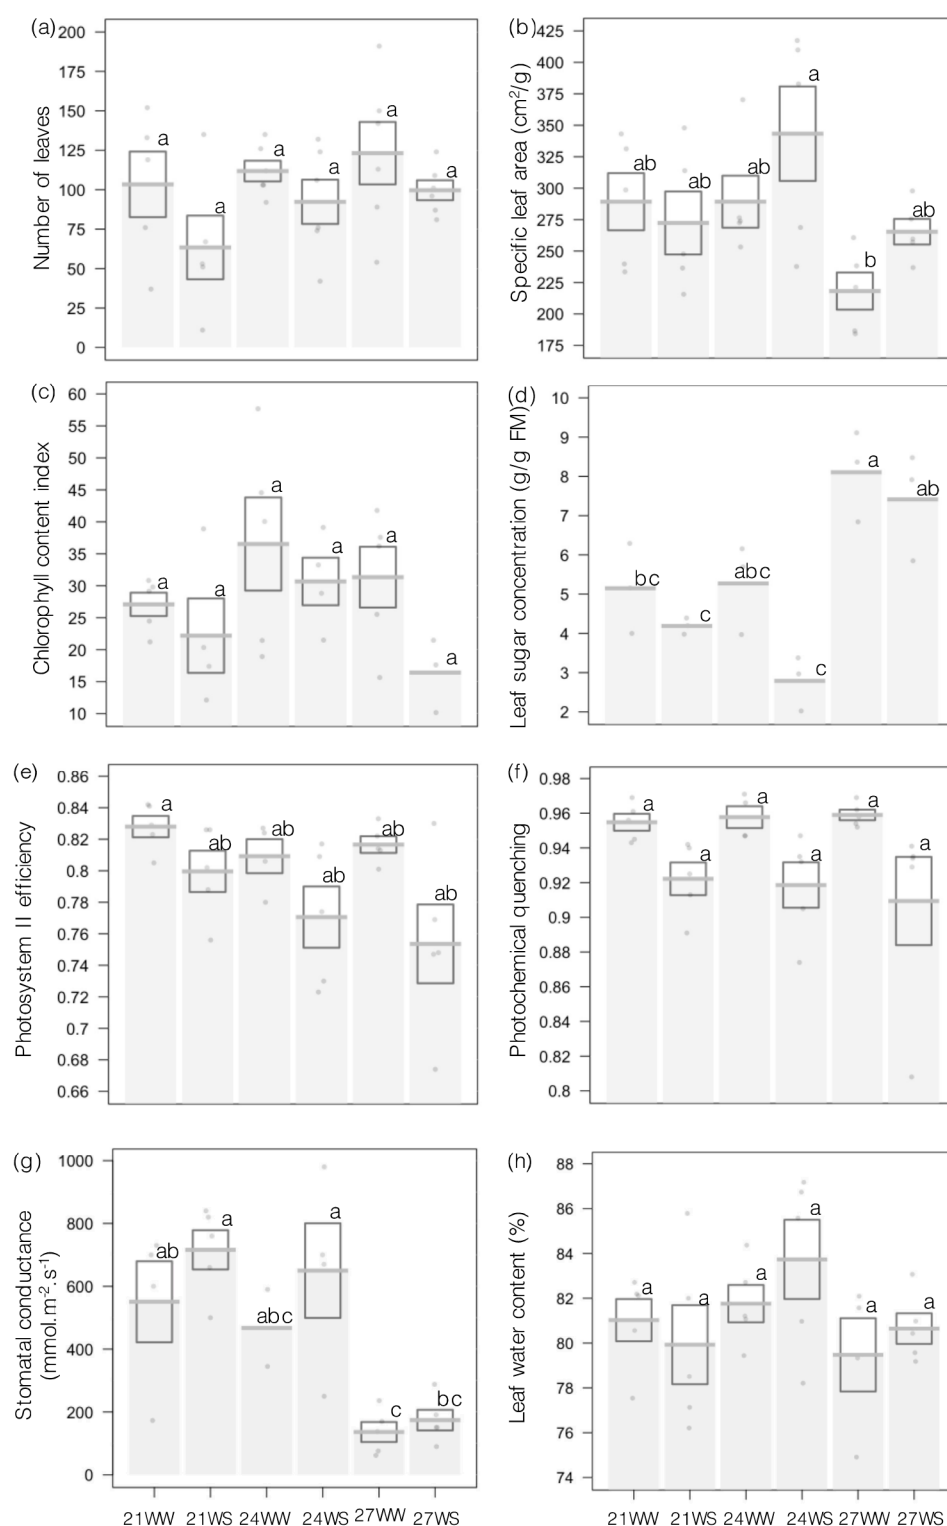 (a)
Number of leaves
200
175
150
125
100
75
50
25
0
a
a
a
a
a
a
(b)
Specific leaf area (cm²/g)
425
400
375
350
325
300
275
250
225
200
175
ab
ab
ab
a
b
ab
(c)
Chlorophyll content index
60
55
50
45
40
35
30
25
20
15
10
a
a
a
a
a
a
(d)
Leaf sugar concentration (g/g FM)
10
9
8
7
6
5
4
3
2
bc
c
abc
c
a
ab
(e)
Photosystem II efficiency
0.86
0.84
0.82
0.8
0.78
0.76
0.74
0.72
0.7
0.68
0.66
a
ab
ab
ab
ab
ab
(f)
Photochemical quenching
0.98
0.96
0.94
0.92
0.9
0.88
0.86
0.84
0.82
0.8
a
a
a
a
a
a
(g)
Stomatal conductance
(mmol.m⁻².s⁻¹)
1000
800
600
400
200
0
ab
a
abc
a
c
bc
21WW 21WS 24WW 24WS 27WW 27WS
(h)
Leaf water content (%)
88
86
84
82
80
78
76
74
a
a
a
a
a
a
21WW 21WS 24WW 24WS 27WW 27WS